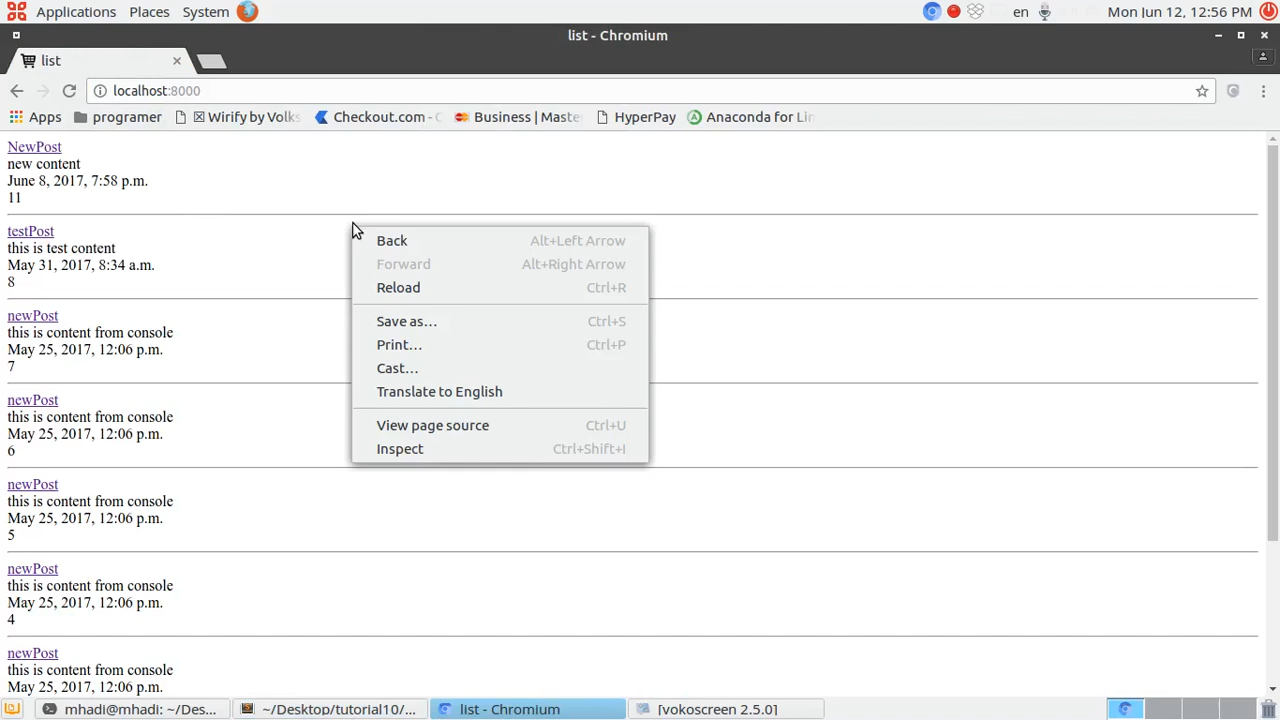 Applications Places System en Mon Jun 12, 12:56 PM
list - Chromium
list
localhost:8000
Apps programer Wirify by Volks Checkout.com - Business | Maste HyperPay Anaconda for Lin
NewPost
new content
June 8, 2017, 7:58 p.m.
11
testPost
this is test content
May 31, 2017, 8:34 a.m.
8
newPost
this is content from console
May 25, 2017, 12:06 p.m.
7
newPost
this is content from console
May 25, 2017, 12:06 p.m.
6
newPost
this is content from console
May 25, 2017, 12:06 p.m.
5
newPost
this is content from console
May 25, 2017, 12:06 p.m.
4
newPost
this is content from console
May 25, 2017, 12:06 p.m.
Back Alt+Left Arrow
Forward Alt+Right Arrow
Reload Ctrl+R
Save as... Ctrl+S
Print... Ctrl+P
Cast...
Translate to English
View page source Ctrl+U
Inspect Ctrl+Shift+I
mhadi@mhadi: ~/Des... ~/Desktop/tutorial10/... list - Chromium [vokoscreen 2.5.0]